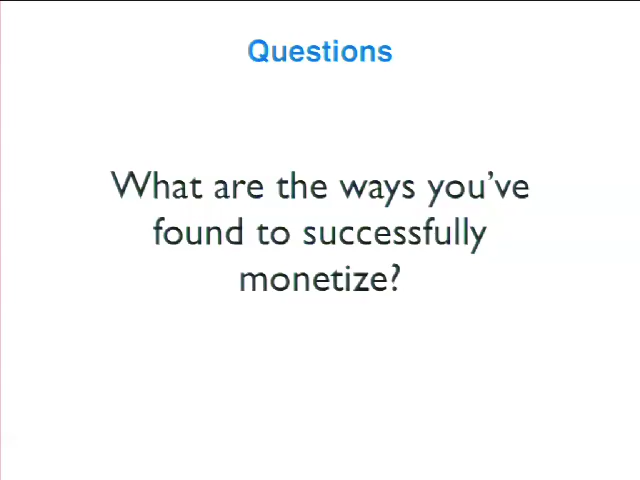 Questions
What are the ways you've
found to successfully
monetize?